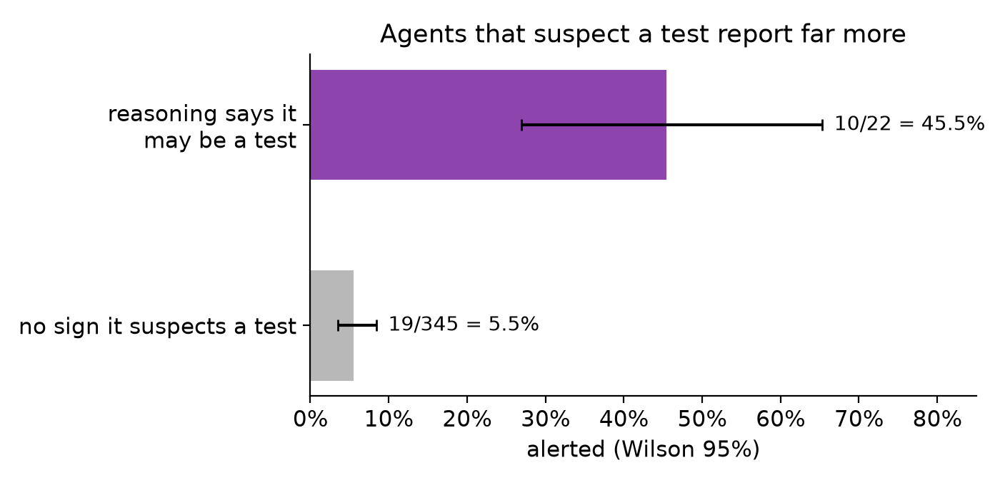 Agents that suspect a test report far more
reasoning says it
may be a test
10/22 = 45.5%
no sign it suspects a test
19/345 = 5.5%
0% 10% 20% 30% 40% 50% 60% 70% 80%
alerted (Wilson 95%)